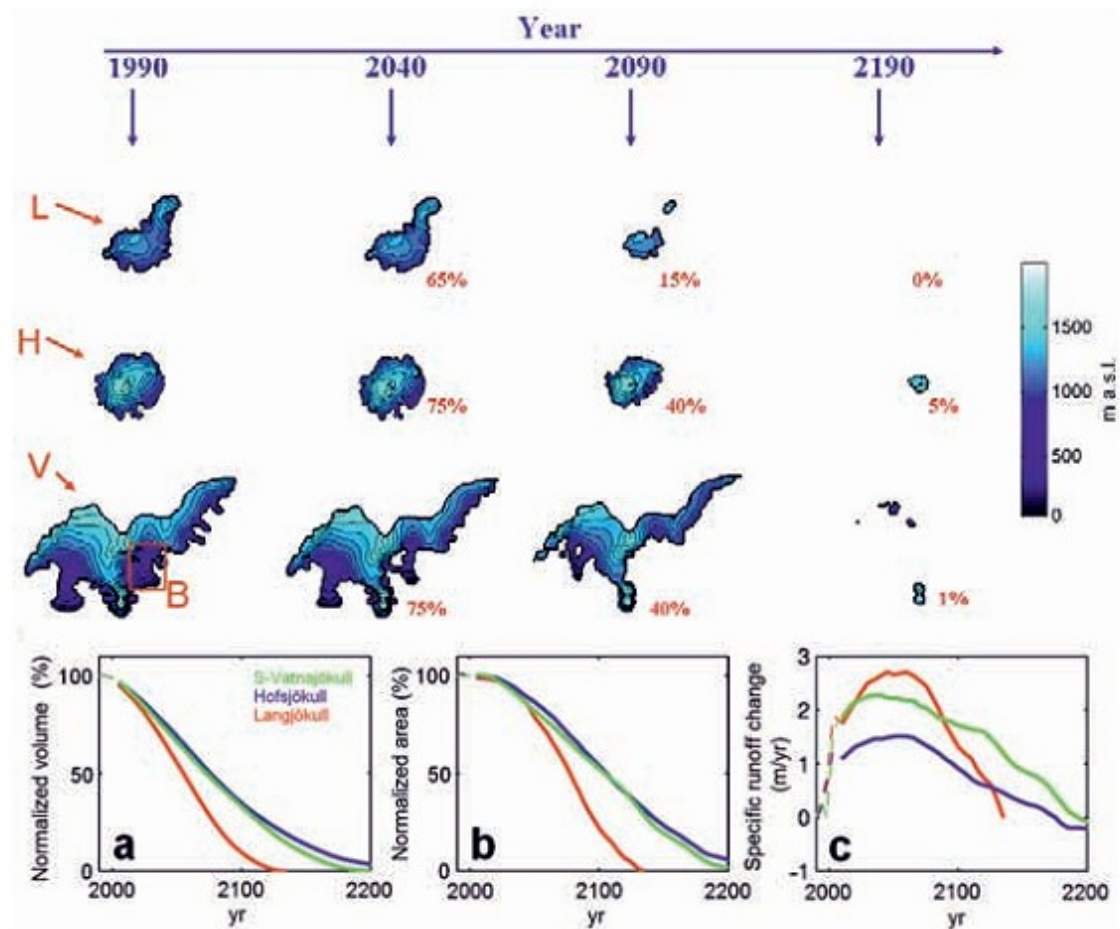 Year
1990 2040 2090 2190
L
65% 15% 0%
H
75% 40% 5%
V
B
75% 40% 1%
1500
1000
500
0
m a.s.l.
Normalized volume (%)
100
50
0
S-Vatnajökull
Hofsjökull
Langjökull
a
2000 2100 2200
yr
Normalized area (%)
100
50
0
b
2000 2100 2200
yr
Specific runoff change
(m/yr)
3
2
1
0
-1
c
2000 2100 2200
yr